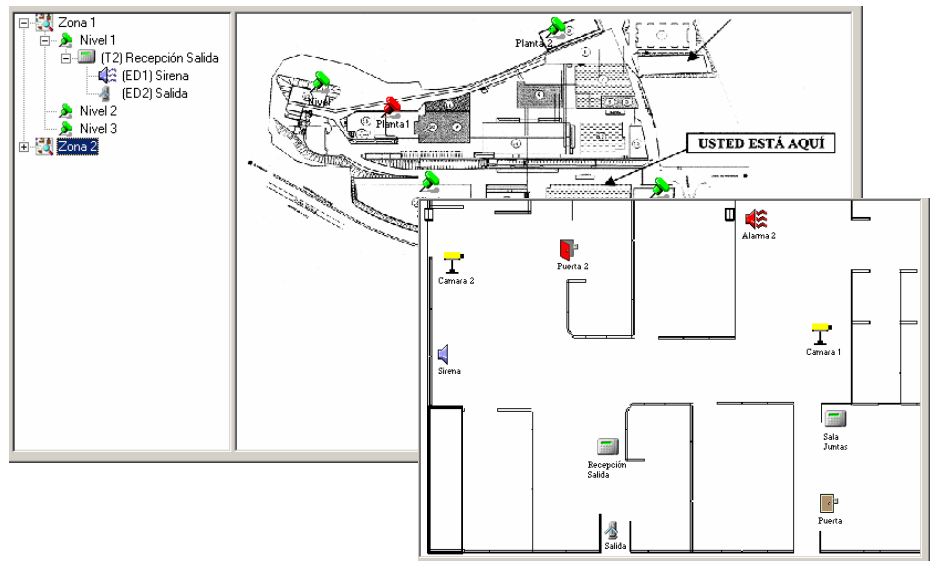 Zona 1
Nivel 1
(T2) Recepción Salida
(ED1) Sirena
(ED2) Salida
Nivel 2
Nivel 3
Zona 2
Planta 2
Nivel
Planta1
USTED ESTÁ AQUÍ
Alarma 2
Puerta 2
Camara 2
Camara 1
Sirena
Sala
Juntas
Recepción
Salida
Puerta
Salida